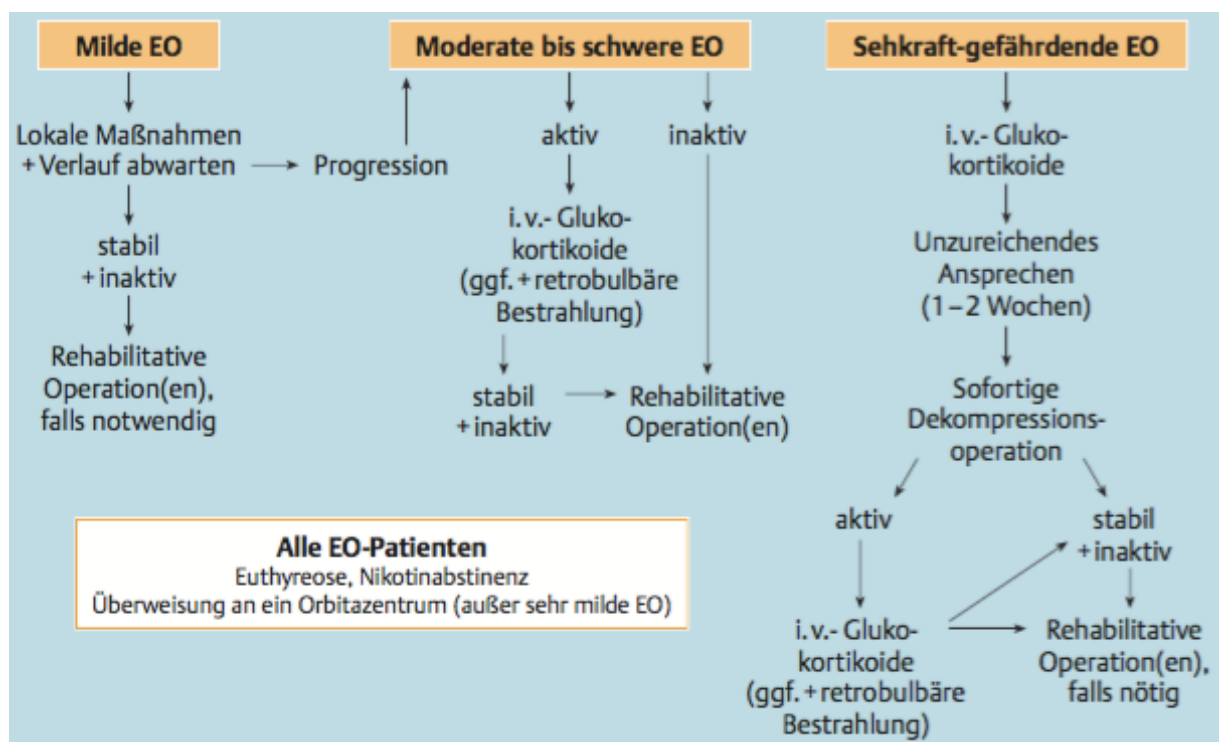 Milde EO
Lokale Maßnahmen
+ Verlauf abwarten
stabil
+ inaktiv
Rehabilitative
Operation(en),
falls notwendig
Progression
Moderate bis schwere EO
aktiv
i. v.- Gluko-
kortikoide
(ggf. + retrobulbäre
Bestrahlung)
stabil
+ inaktiv
inaktiv
Rehabilitative
Operation(en)
Sehkraft-gefährdende EO
i. v.- Gluko-
kortikoide
Unzureichendes
Ansprechen
(1 – 2 Wochen)
Sofortige
Dekompressions-
operation
aktiv
i. v.- Gluko-
kortikoide
(ggf. + retrobulbäre
Bestrahlung)
stabil
+ inaktiv
Rehabilitative
Operation(en),
falls nötig
Alle EO-Patienten
Euthyreose, Nikotinabstinenz
Überweisung an ein Orbitazentrum (außer sehr milde EO)